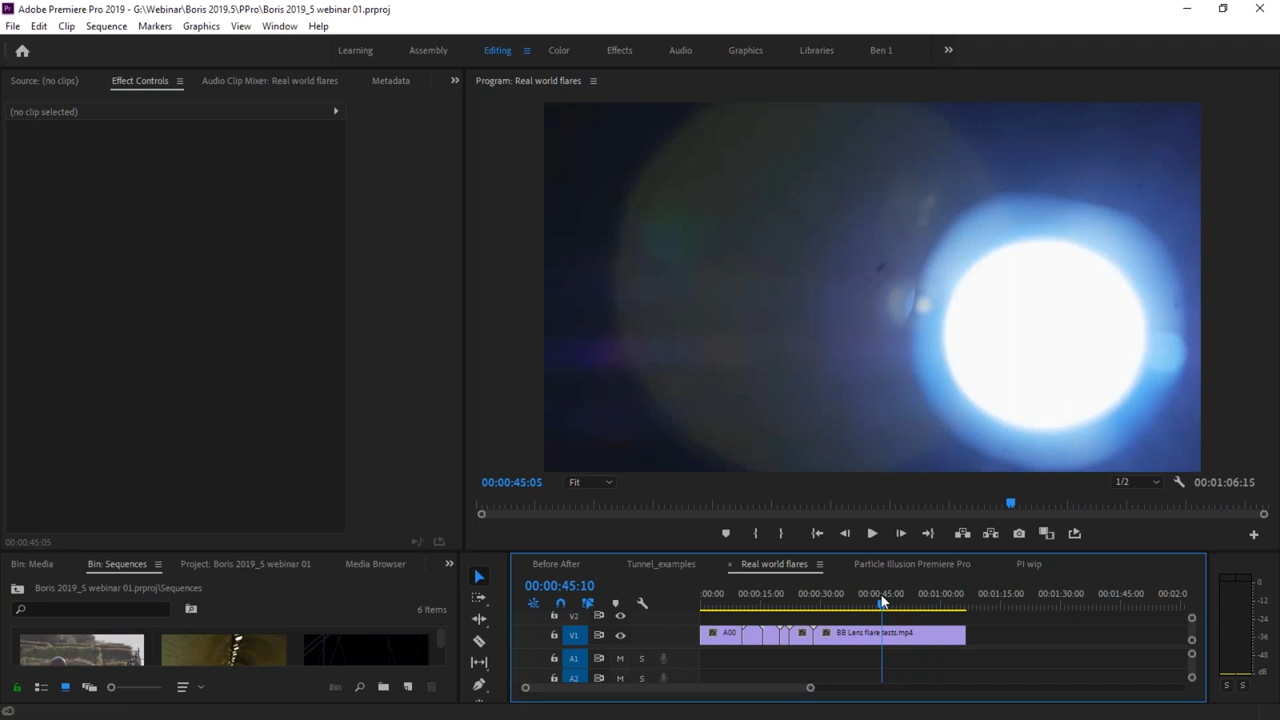 Pr Adobe Premiere Pro 2019 - G:\Webinar\Boris 2019.5\PPro\Boris 2019_5 webinar 01.prproj
File Edit Clip Sequence Markers Graphics View Window Help
Learning Assembly Editing Color Effects Audio Graphics Libraries Ben 1
Source: (no clips) Effect Controls Audio Clip Mixer: Real world flares Metadata Program: Real world flares
(no clip selected)
00:00:45:05 Fit 1/2 00:01:06:15
00:00:45:05
Bin: Media Bin: Sequences Project: Boris 2019_5 webinar 01 Media Browser Before After Tunnel_examples Real world flares Particle Illusion Premiere Pro PI wip
Boris 2019_5 webinar 01.prproj\Sequences 00:00:45:10
:00:00 00:00:15:00 00:00:30:00 00:00:45:00 00:01:00:00 00:01:15:00 00:01:30:00 00:01:45:00 00:02:0
6 Items
V2
V1 A00 BB Lens flare tests.mp4
A1 M S
A2 M S
0
-12
-24
-36
-48
dB
S S